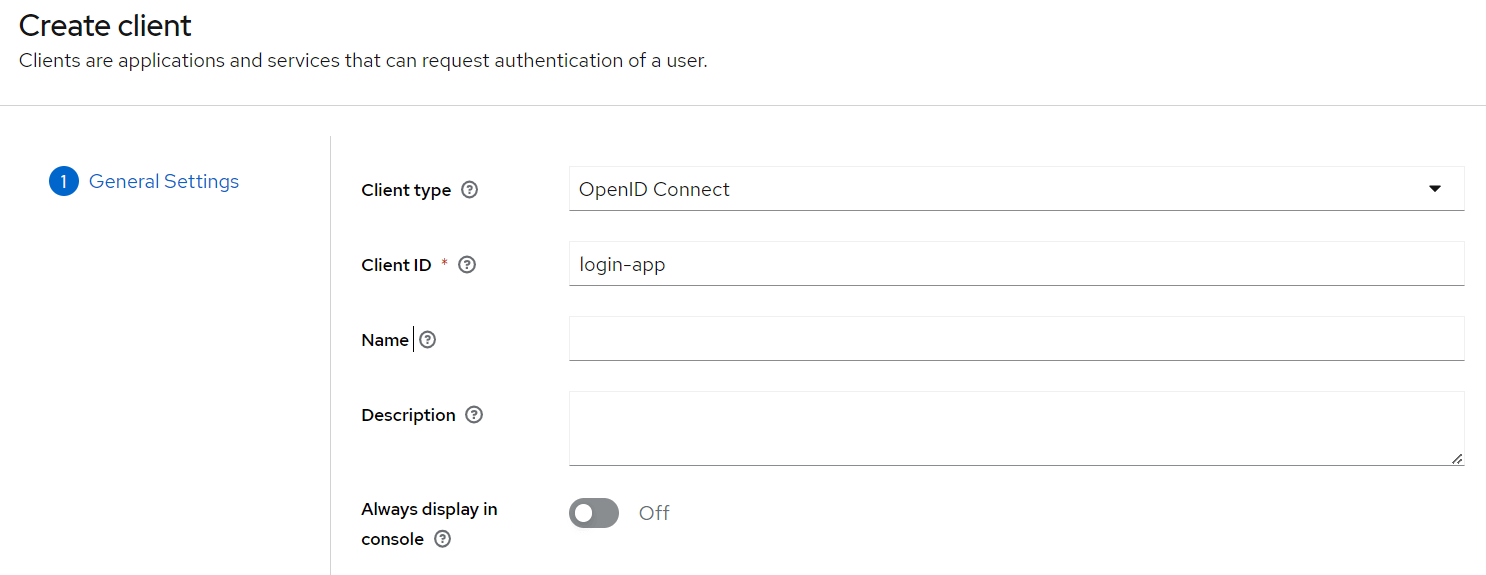 Create client
Clients are applications and services that can request authentication of a user.
1 General Settings
Client type ? OpenID Connect
Client ID * ? login-app
Name ?
Description ?
Always display in
console ? Off